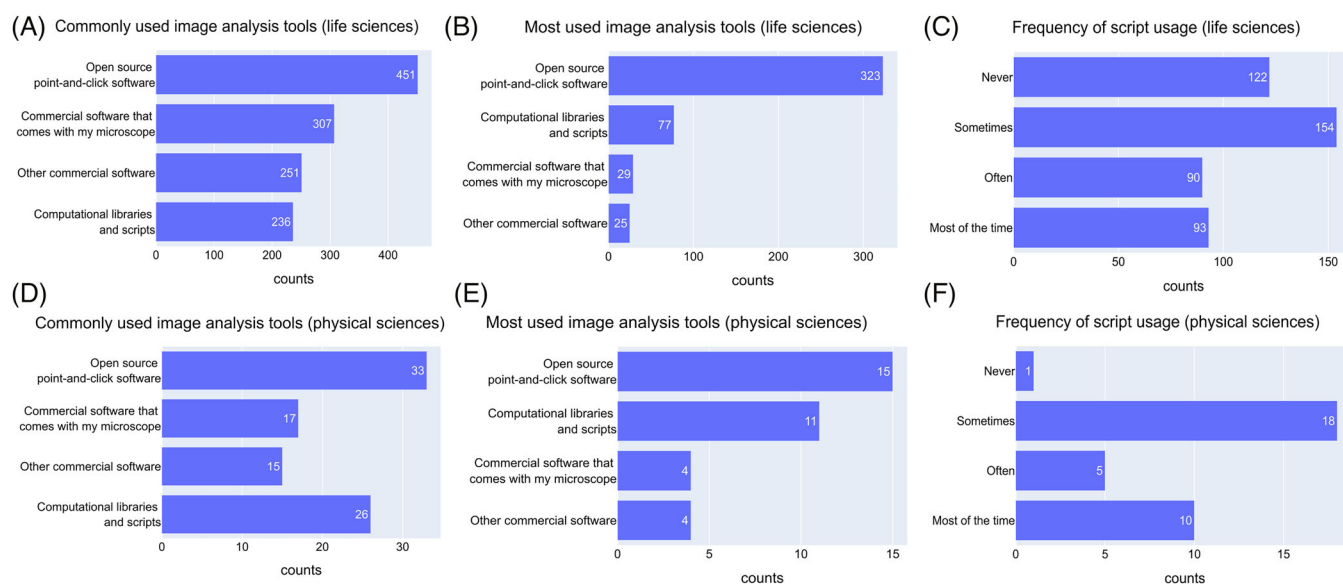 (A)
Commonly used image analysis tools (life sciences)
Open source
point-and-click software
451
Commercial software that
comes with my microscope
307
Other commercial software
251
Computational libraries
and scripts
236
0 100 200 300 400
counts
(B)
Most used image analysis tools (life sciences)
Open source
point-and-click software
323
Computational libraries
and scripts
77
Commercial software that
comes with my microscope
29
Other commercial software
25
0 100 200 300
counts
(C)
Frequency of script usage (life sciences)
Never
122
Sometimes
154
Often
90
Most of the time
93
0 50 100 150
counts
(D)
Commonly used image analysis tools (physical sciences)
Open source
point-and-click software
33
Commercial software that
comes with my microscope
17
Other commercial software
15
Computational libraries
and scripts
26
0 10 20 30
counts
(E)
Most used image analysis tools (physical sciences)
Open source
point-and-click software
15
Computational libraries
and scripts
11
Commercial software that
comes with my microscope
4
Other commercial software
4
0 5 10 15
counts
(F)
Frequency of script usage (physical sciences)
Never
1
Sometimes
18
Often
5
Most of the time
10
0 5 10 15
counts